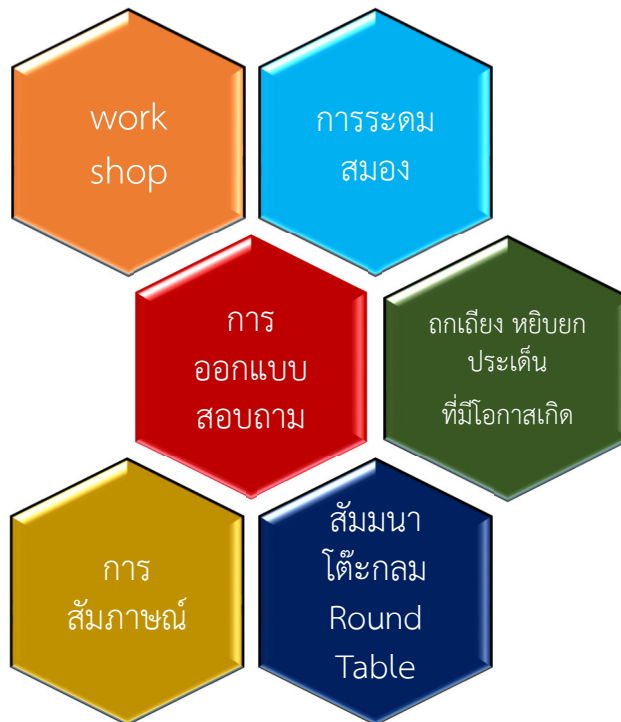 work
shop
การระดม
สมอง
การ
ออกแบบ
สอบถาม
ถกเถียง หยิบยก
ประเด็น
ที่มีโอกาสเกิด
การ
สัมภาษณ์
สัมมนา
โต๊ะกลม
Round
Table